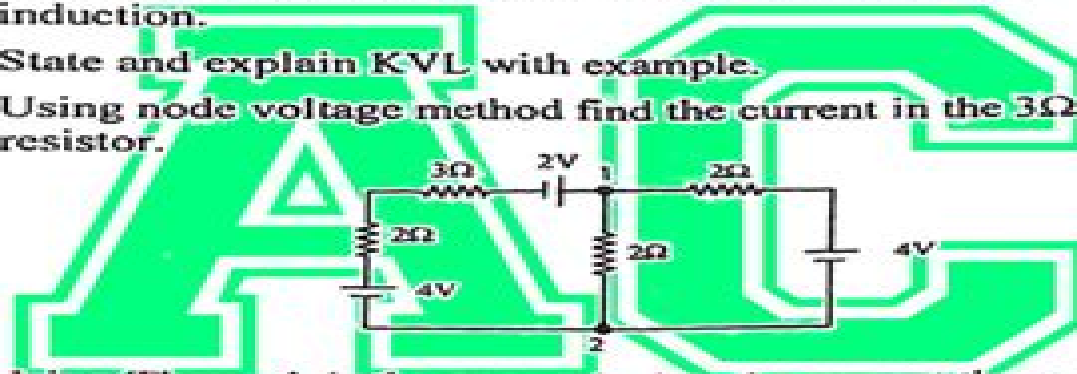 induction.
State and explain KVL with example.
Using node voltage method find the current in the 3Ω
resistor.
3Ω 2V 1 2Ω
2Ω 2Ω 4V
4V
2